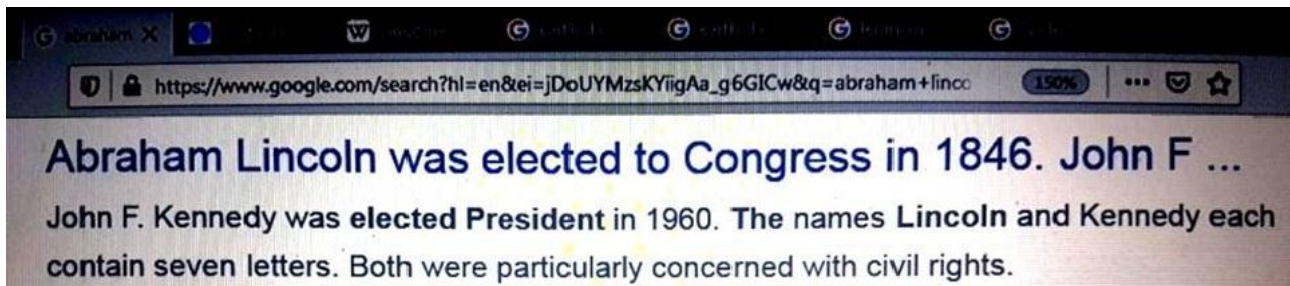 abraham
https://www.google.com/search?hl=en&ei=jDoUYMzsKYiigAa_g6GICw&q=abraham+linco
150%
Abraham Lincoln was elected to Congress in 1846. John F ...
John F. Kennedy was elected President in 1960. The names Lincoln and Kennedy each
contain seven letters. Both were particularly concerned with civil rights.